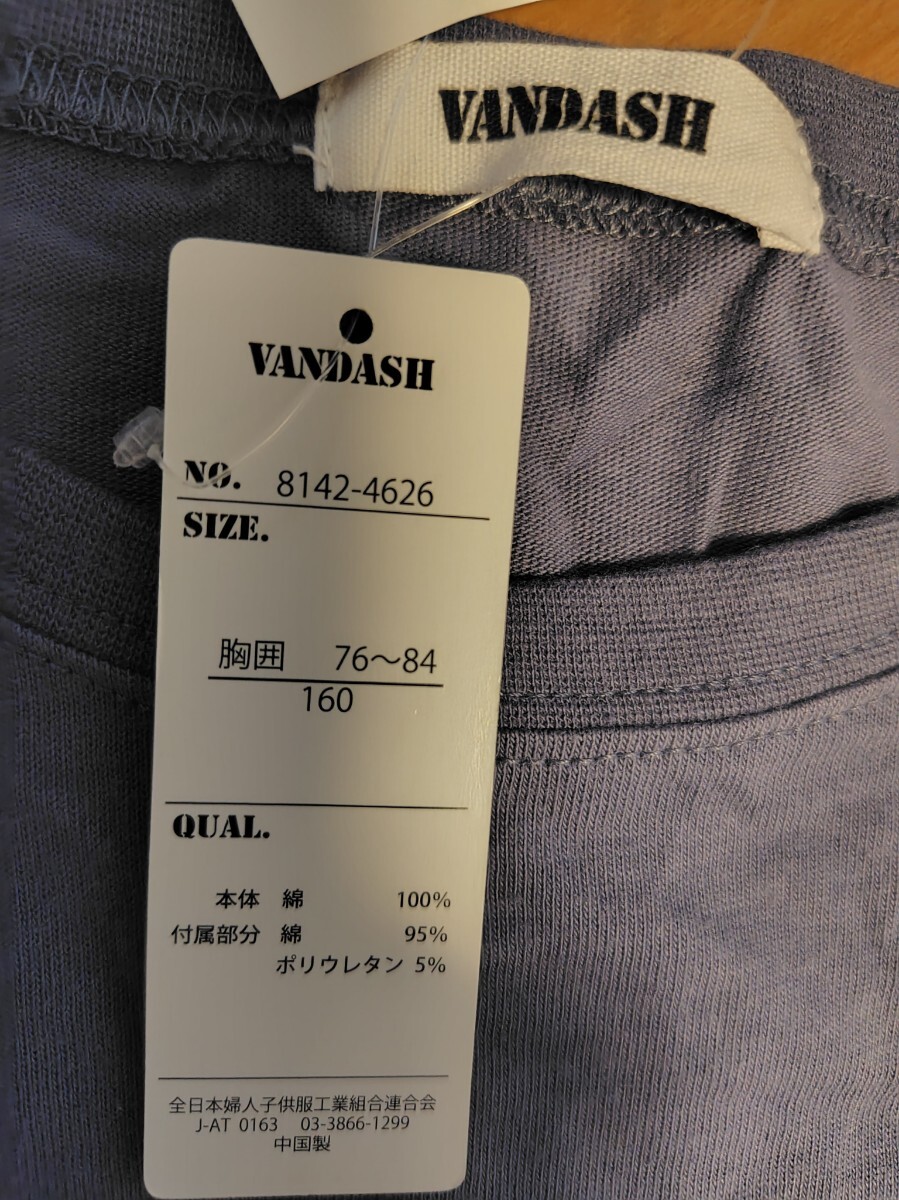 VANDASH
VANDASH
NO. 8142-4626
SIZE.
胸囲 76〜84
160
QUAL.
本体 綿 100%
付属部分 綿 95%
ポリウレタン 5%
全日本婦人子供服工業組合連合会
J-AT 0163 03-3866-1299
中国製